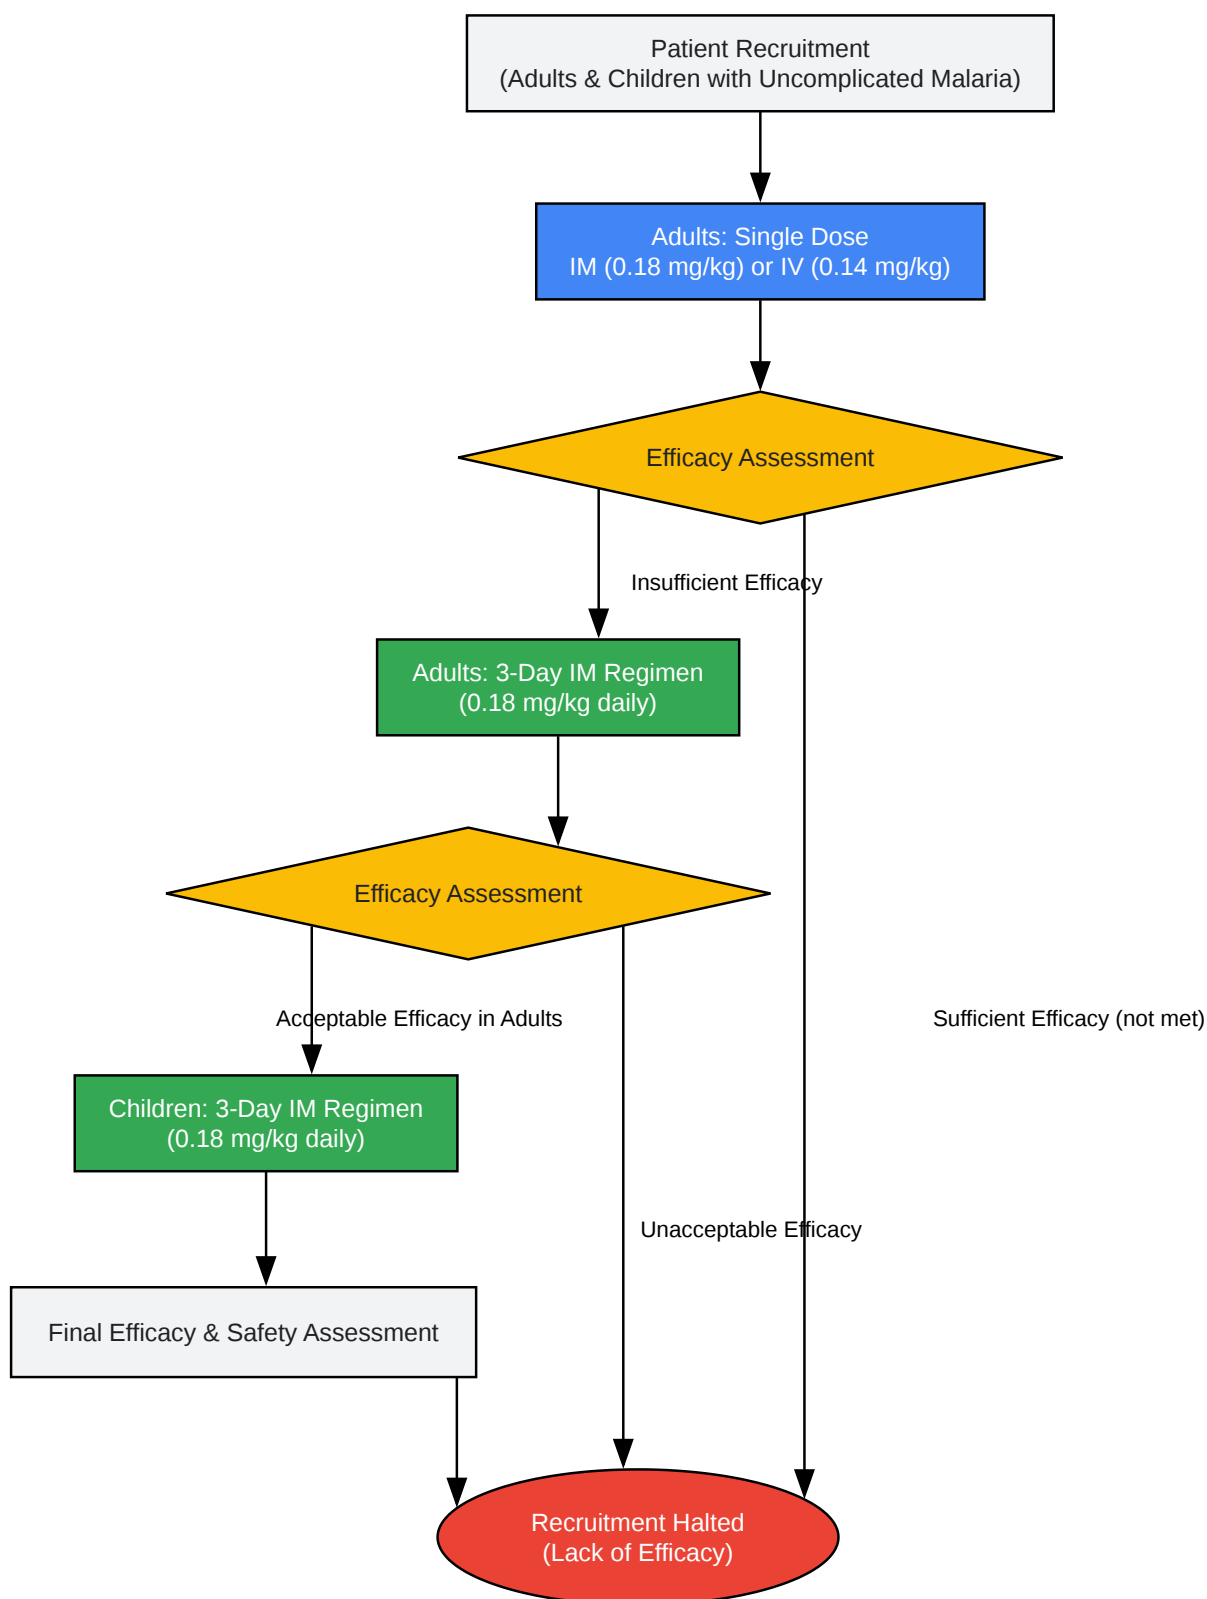 Patient Recruitment
(Adults & Children with Uncomplicated Malaria)
Adults: Single Dose
IM (0.18 mg/kg) or IV (0.14 mg/kg)
Efficacy Assessment
Insufficient Efficacy
Adults: 3-Day IM Regimen
(0.18 mg/kg daily)
Efficacy Assessment
Acceptable Efficacy in Adults
Sufficient Efficacy (not met)
Children: 3-Day IM Regimen
(0.18 mg/kg daily)
Unacceptable Efficacy
Final Efficacy & Safety Assessment
Recruitment Halted
(Lack of Efficacy)